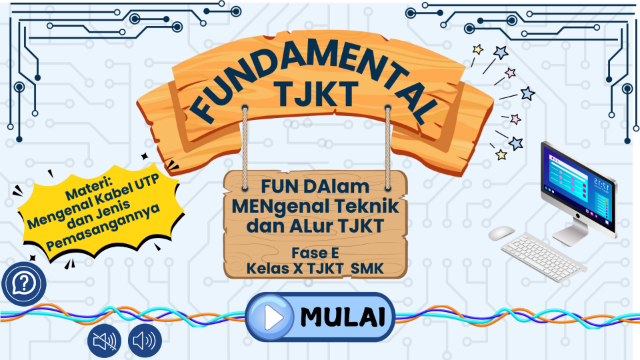 FUNDAMENTAL
TJKT
FUN DAlam
MENgenal Teknik
dan ALur TJKT
Fase E
Kelas X TJKT SMK
Materi:
Mengenal Kabel UTP
dan Jenis
Pemasangannya
MULAI